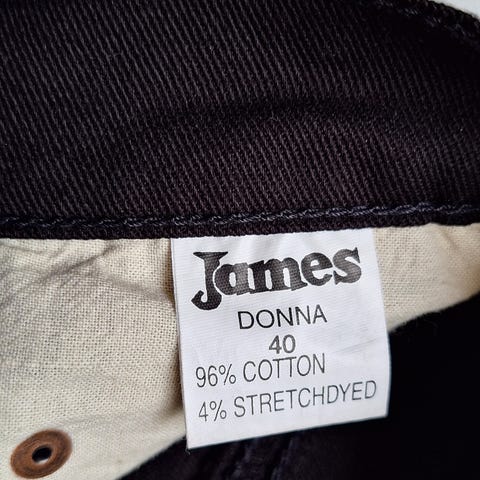 James
DONNA
40
96% COTTON
4% STRETCHDYED